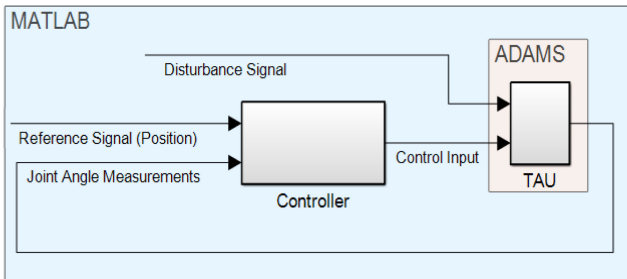 MATLAB
ADAMS
Disturbance Signal
Reference Signal (Position)
Control Input
Joint Angle Measurements
TAU
Controller